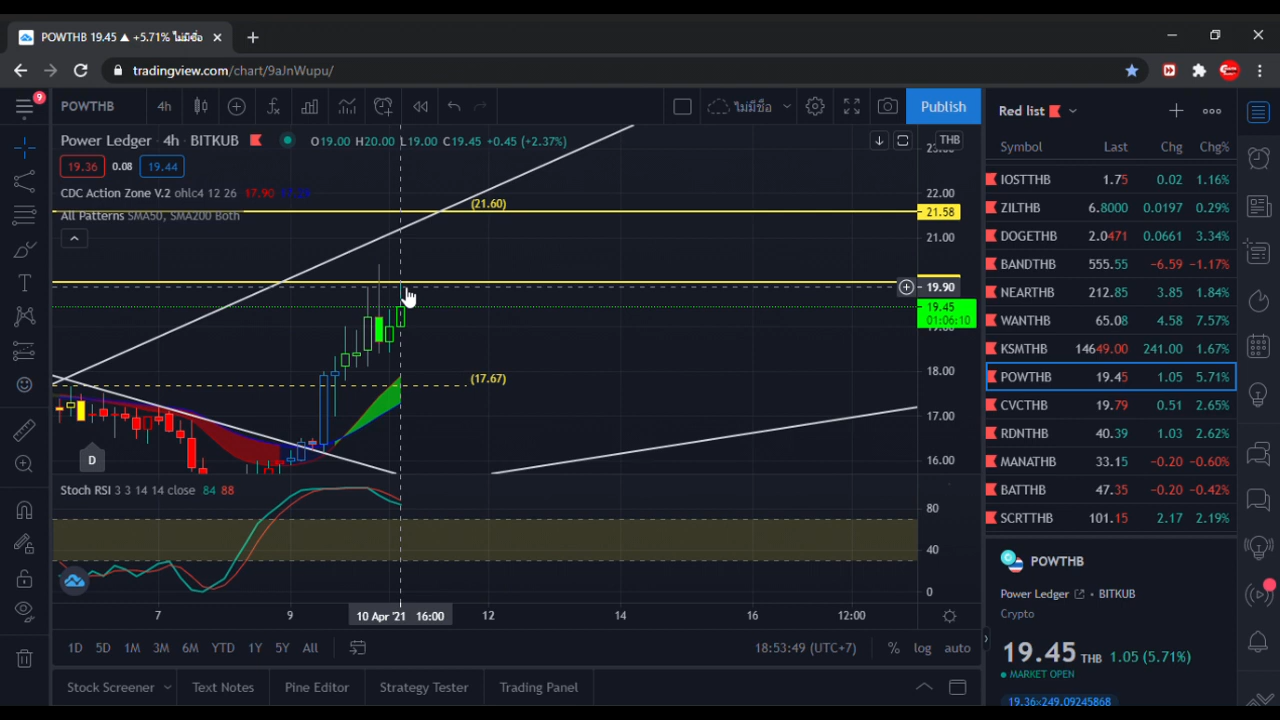 POWTHB 19.45 ▲ +5.71% ไม่มีชื่อ
tradingview.com/chart/9aJnWupu/
9
POWTHB 4h
ไม่มีชื่อ
Publish
Power Ledger · 4h · BITKUB O19.00 H20.00 L19.00 C19.45 +0.45 (+2.37%)
THB
19.36 0.08 19.44
CDC Action Zone V.2 ohlc4 12 26 17.90
All Patterns SMA50, SMA200 Both
(21.60)
(17.67)
22.00
21.58
21.00
19.90
19.45
01:06:10
18.00
17.00
16.00
D
Stoch RSI 3 3 14 14 close 84 88
80
40
0
7 9 10 Apr '21 16:00 12 14 16 12:00
1D 5D 1M 3M 6M YTD 1Y 5Y All
18:53:49 (UTC+7) % log auto
Stock Screener Text Notes Pine Editor Strategy Tester Trading Panel
Red list
Symbol Last Chg Chg%
IOSTTHB 1.75 0.02 1.16%
ZILTHB 6.8000 0.0197 0.29%
DOGETHB 2.0471 0.0661 3.34%
BANDTHB 555.55 −6.59 −1.17%
NEARTHB 212.85 3.85 1.84%
WANTHB 65.08 4.58 7.57%
KSMTHB 14649.00 241.00 1.67%
POWTHB 19.45 1.05 5.71%
CVCTHB 19.79 0.51 2.65%
RDNTHB 40.39 1.03 2.62%
MANATHB 33.15 −0.20 −0.60%
BATTHB 47.35 −0.20 −0.42%
SCRTTHB 101.15 2.17 2.19%
POWTHB
Power Ledger · BITKUB
Crypto
19.45 THB 1.05 (5.71%)
MARKET OPEN
19.36×249.09245868